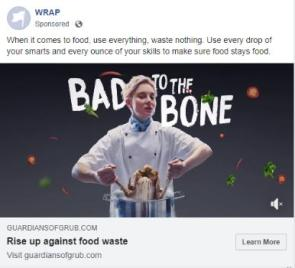 WRAP
Sponsored
When it comes to food, use everything, waste nothing. Use every drop of
your smarts and every ounce of your skills to make sure food stays food.
BAD TO THE
BONE
GUARDIANSOFGRUB.COM
Rise up against food waste
Visit guardiansofgrub.com
Learn More